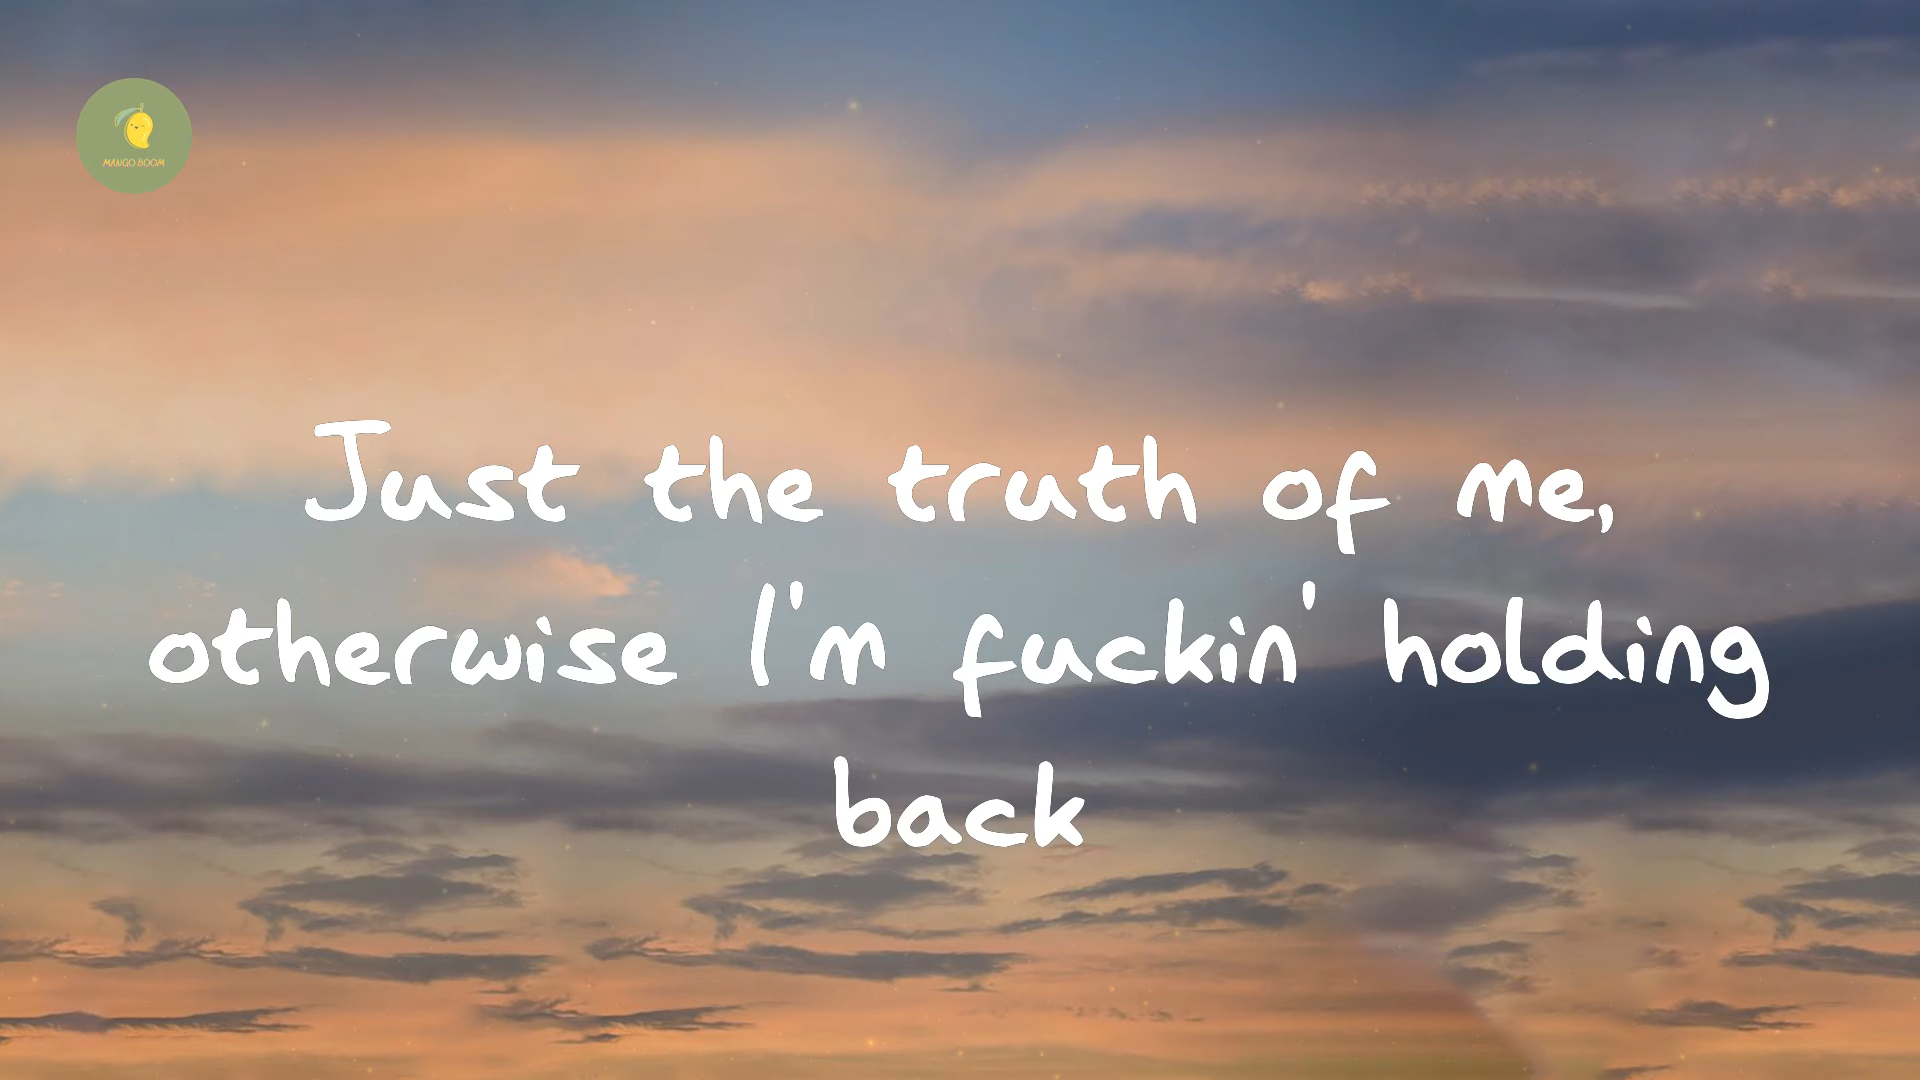 MANGO BOOM
Just the truth of me,
otherwise I'm fuckin' holding
back